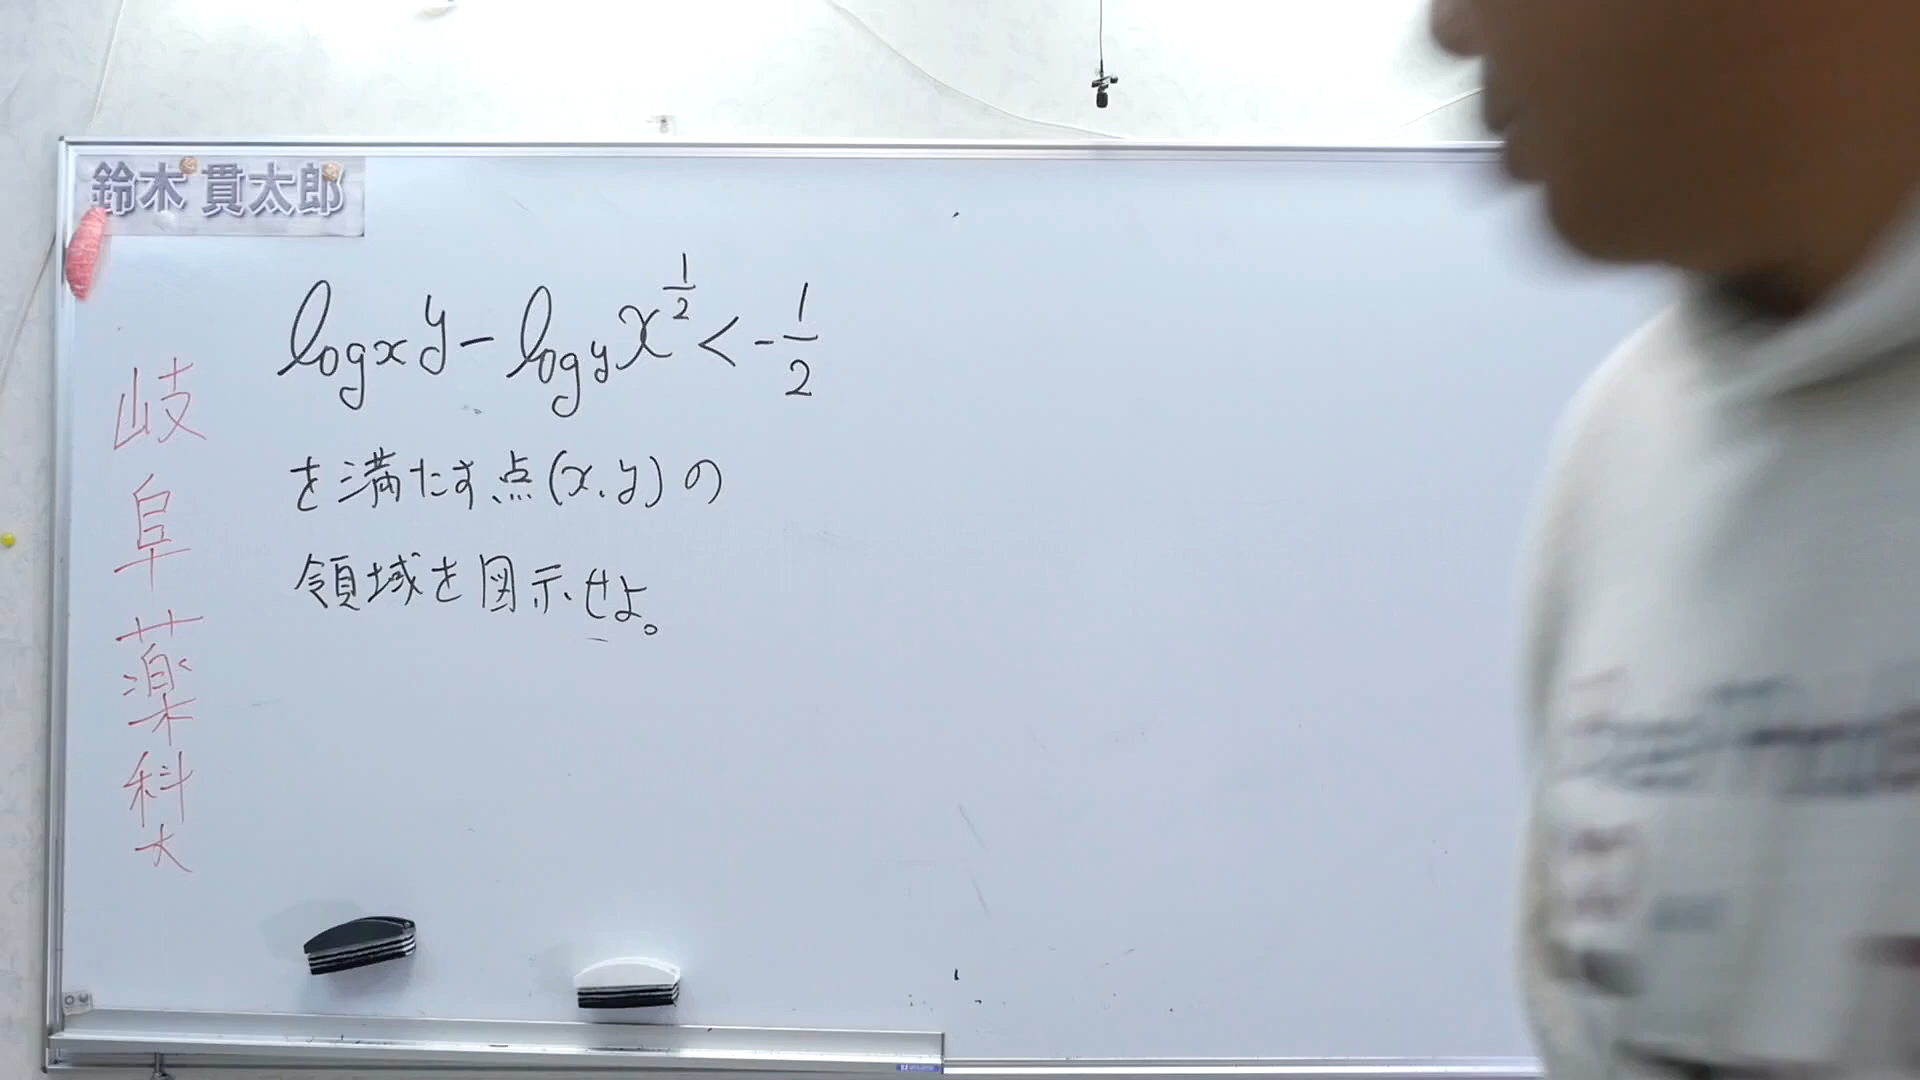 鈴木貫太郎
岐阜薬科大
log_x y - log_y x^{1/2} < -1/2
を満たす点(x,y)の
領域を図示せよ。